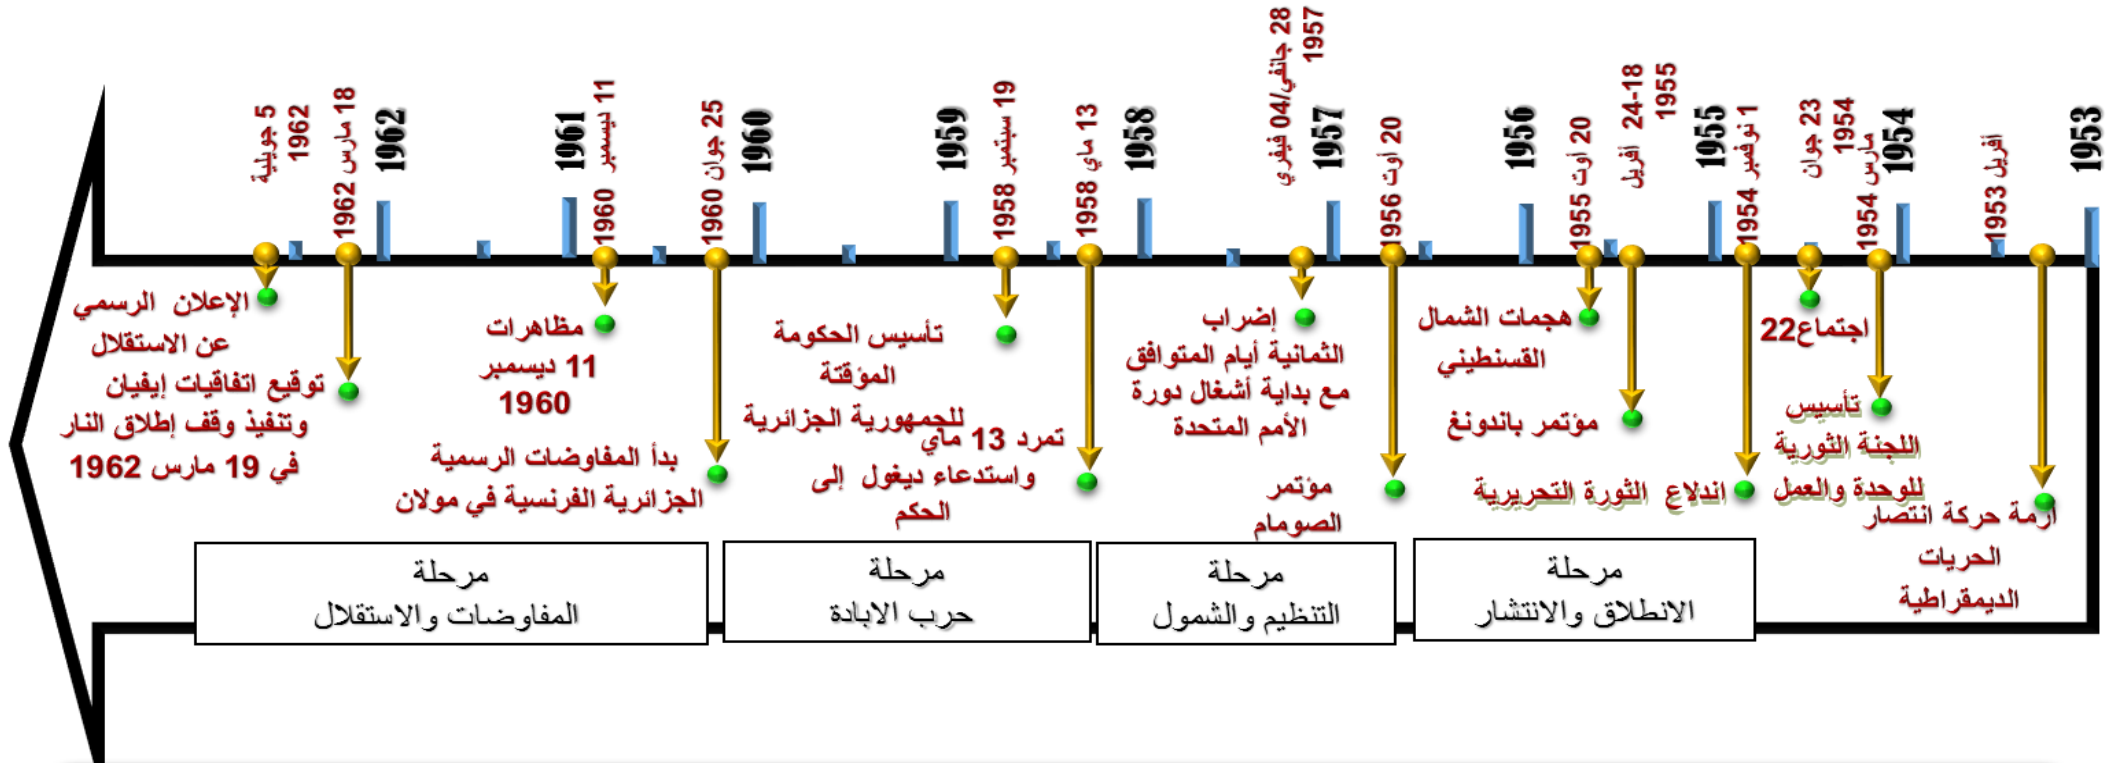 1953
أفريل 1953
1954
مارس 1954
23 جوان
1954
1 نوفمبر 1954
1955
18-24 أفريل
1955
20 أوت 1955
1956
20 أوت 1956
1957
28 جانفي/04 فيفري
1957
1958
13 ماي 1958
19 سبتمبر 1958
1959
1960
25 جوان 1960
11 ديسمبر 1960
1961
1962
18 مارس 1962
5 جويلية
1962
أزمة حركة انتصار
الحريات
الديمقراطية
تأسيس
اللجنة الثورية
للوحدة والعمل
اجتماع22
اندلاع الثورة التحريرية
مؤتمر باندونغ
هجمات الشمال
القسنطيني
مؤتمر
الصومام
إضراب
الثمانية أيام المتوافق
مع بداية أشغال دورة
الأمم المتحدة
تمرد 13 ماي
واستدعاء ديغول إلى
الحكم
تأسيس الحكومة
المؤقتة
للجمهورية الجزائرية
بدأ المفاوضات الرسمية
الجزائرية الفرنسية في مولان
مظاهرات
11 ديسمبر
1960
توقيع اتفاقيات إيفيان
وتنفيذ وقف إطلاق النار
في 19 مارس 1962
الإعلان الرسمي
عن الاستقلال
مرحلة
الانطلاق والانتشار
مرحلة
التنظيم والشمول
مرحلة
حرب الابادة
مرحلة
المفاوضات والاستقلال